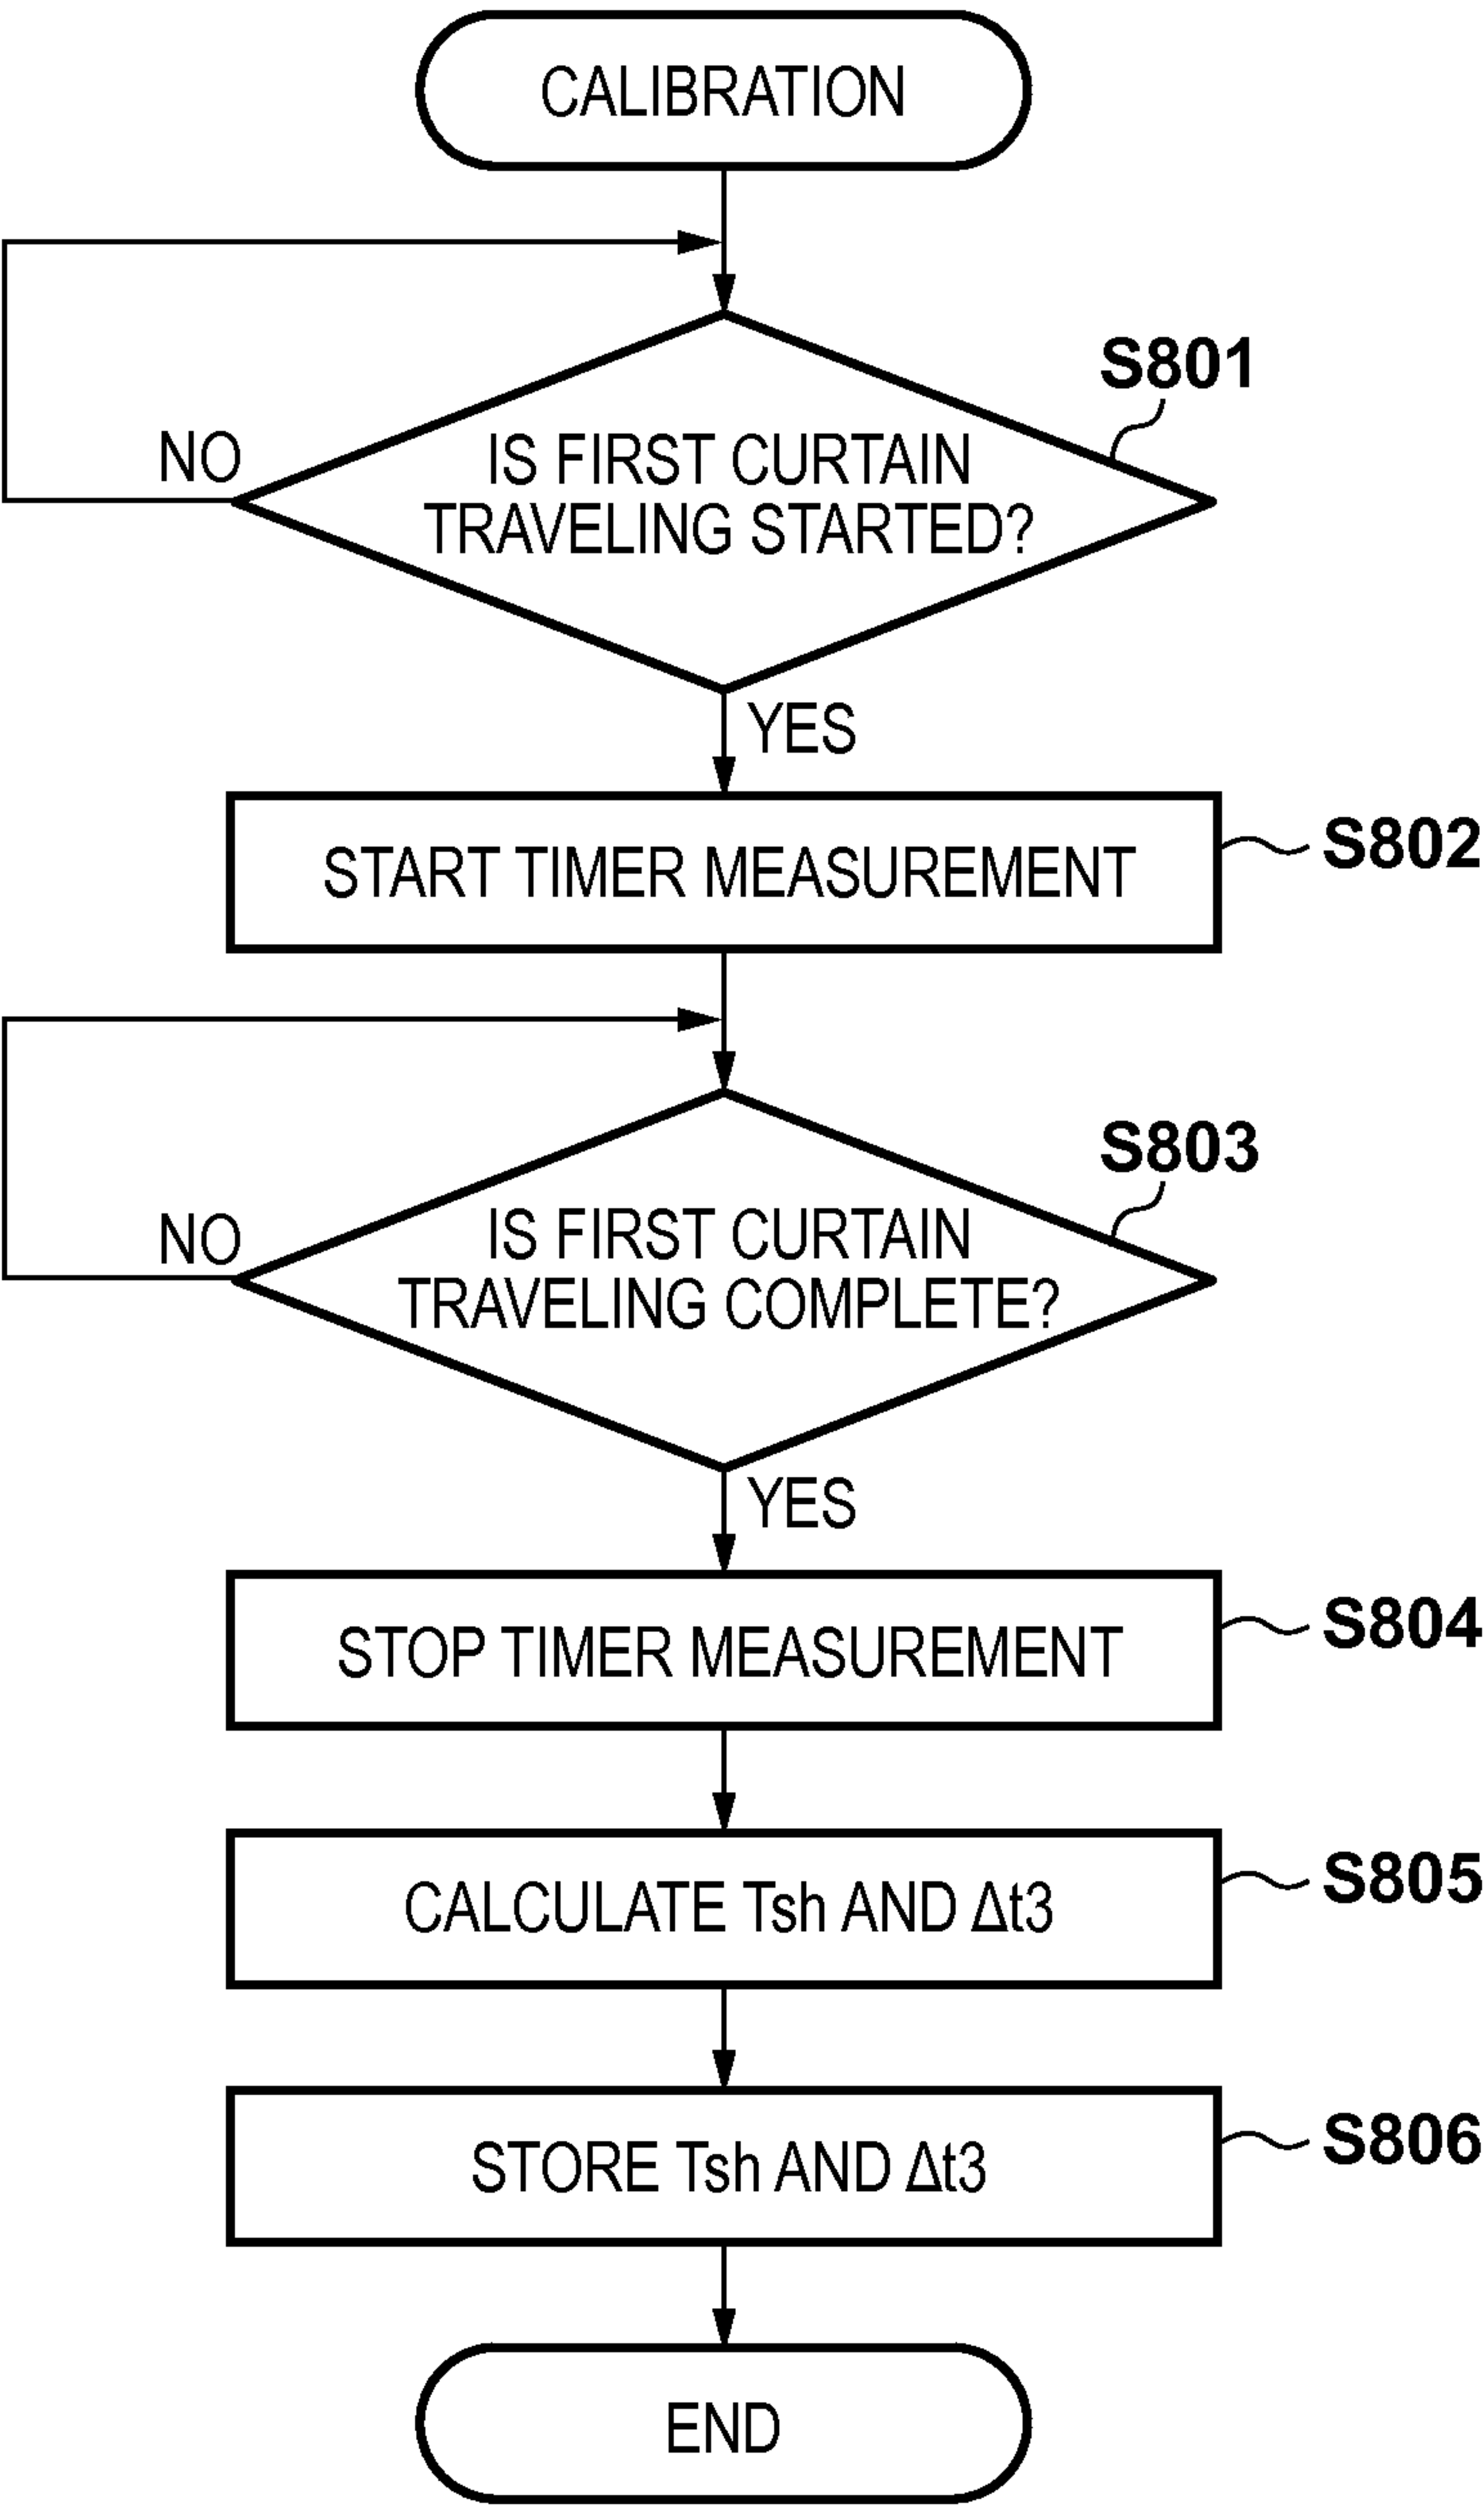 CALIBRATION
S801
NO
IS FIRST CURTAIN
TRAVELING STARTED?
YES
START TIMER MEASUREMENT
S802
S803
NO
IS FIRST CURTAIN
TRAVELING COMPLETE?
YES
STOP TIMER MEASUREMENT
S804
CALCULATE Tsh AND Δt3
S805
STORE Tsh AND Δt3
S806
END